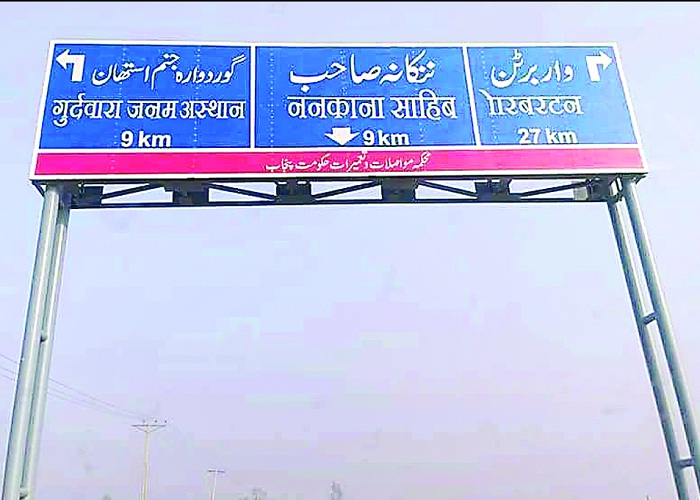 گوردوارہ جنم استھان
गुर्दवारा जनम अस्थान
9 km
ننکانہ صاحب
ननकाना साहिब
9 km
واربرٹن
ोारबरटन
27 km
محکمہ مواصلات و تعمیرات حکومت پنجاب